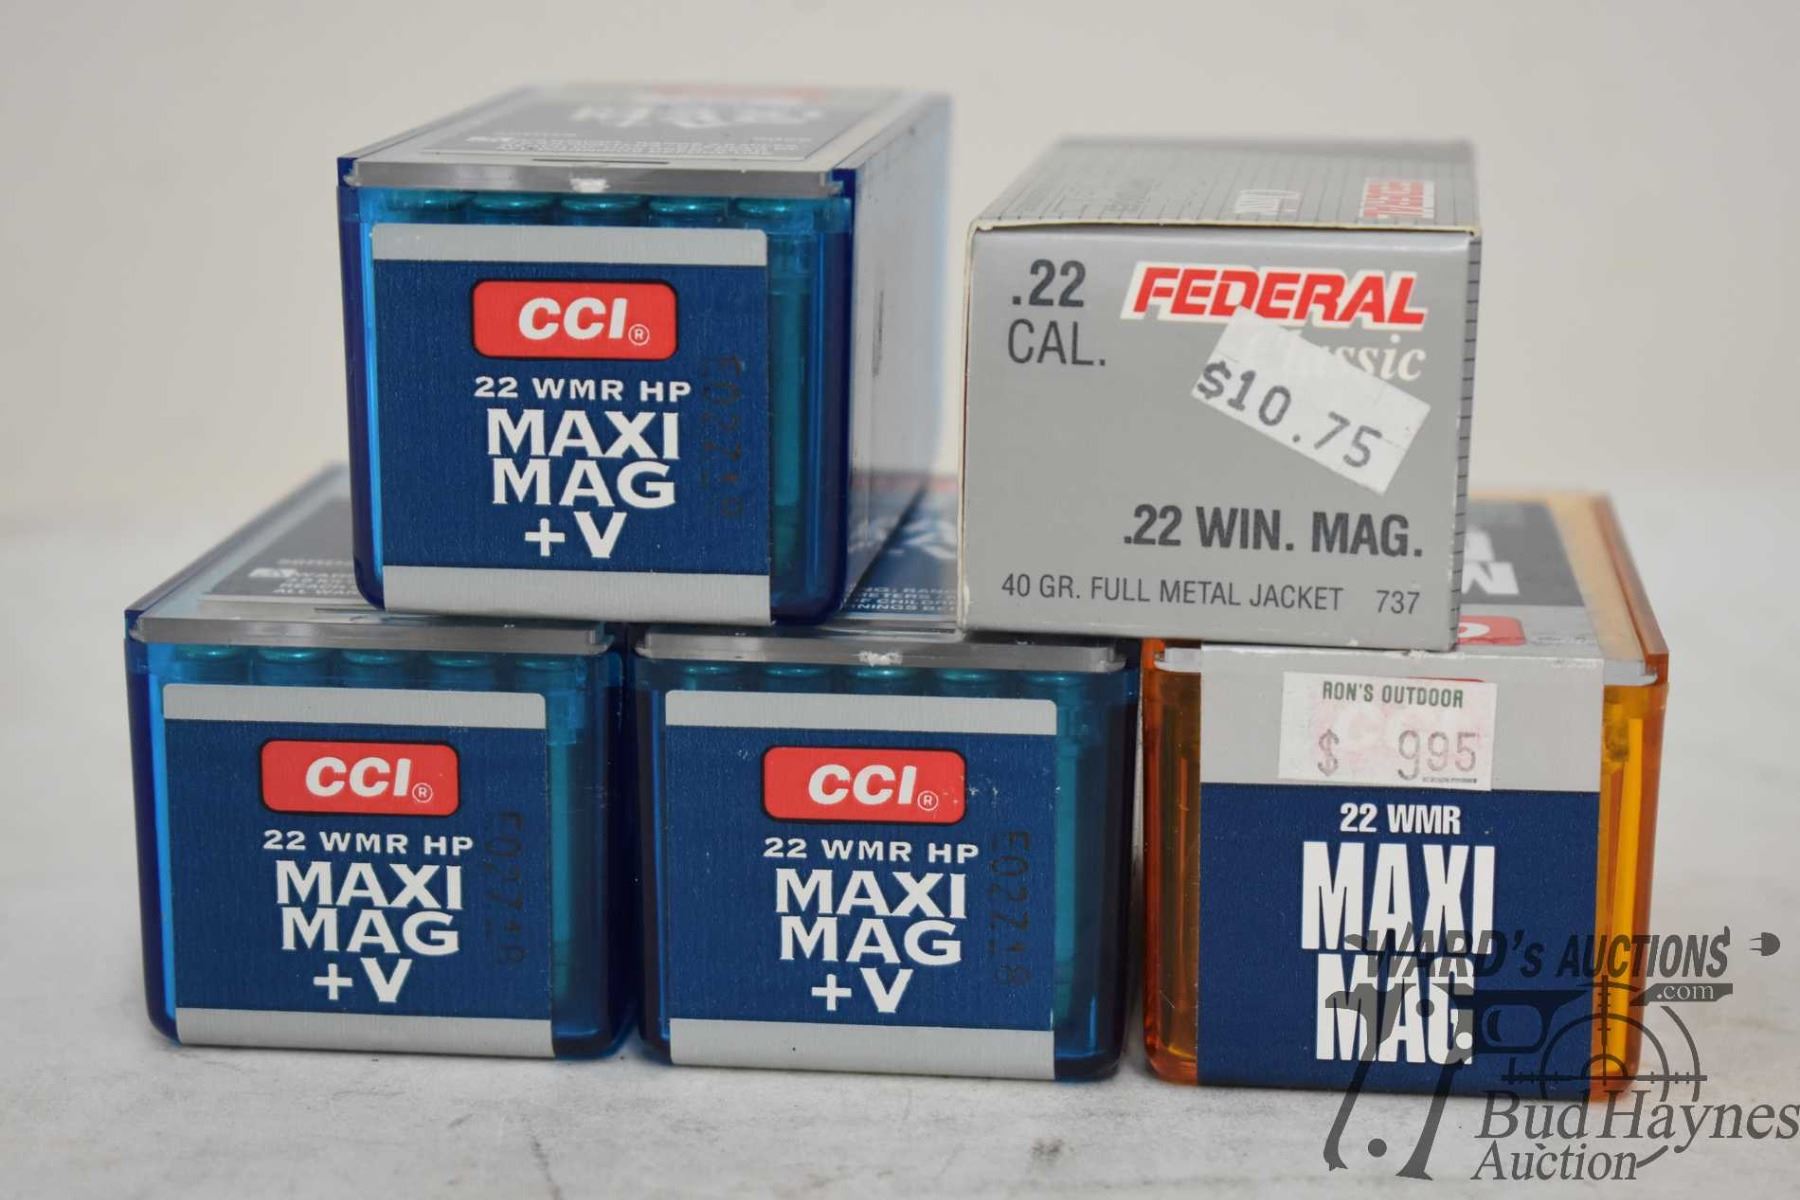 CCI®
22 WMR HP
MAXI
MAG
+V
.22
CAL.
FEDERAL
Classic
$10.75
.22 WIN. MAG.
40 GR. FULL METAL JACKET 737
CCI®
22 WMR HP
MAXI
MAG
+V
CCI®
22 WMR HP
MAXI
MAG
+V
RON'S OUTDOOR
$ 995
22 WMR
MAXI
MAG
WARD's AUCTIONS
.com
Bud Haynes
Auction